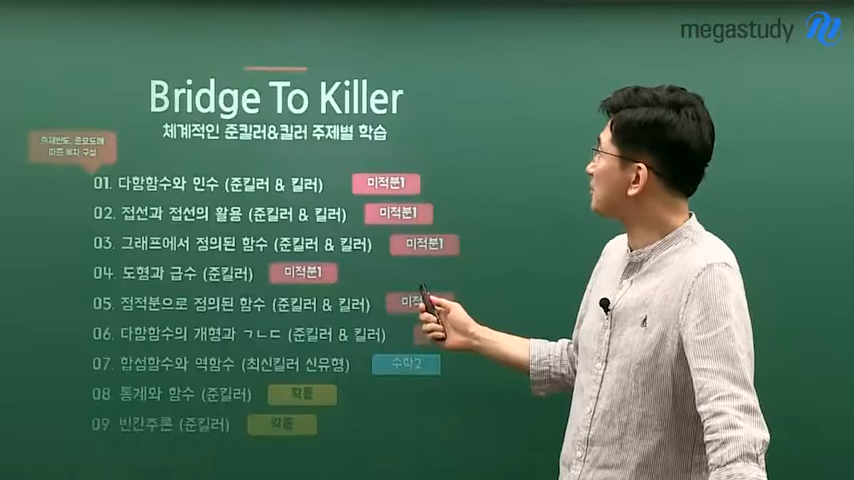 megastudy
Bridge To Killer
체계적인 준킬러&킬러 주제별 학습
출제빈도, 중요도에
따른 목차 구성
01. 다항함수와 인수 (준킬러 & 킬러) 미적분1
02. 접선과 접선의 활용 (준킬러 & 킬러) 미적분1
03. 그래프에서 정의된 함수 (준킬러 & 킬러) 미적분1
04. 도형과 급수 (준킬러) 미적분1
05. 정적분으로 정의된 함수 (준킬러 & 킬러) 미적
06. 다항함수의 개형과 ㄱㄴㄷ (준킬러 & 킬러)
07. 합성함수와 역함수 (최신킬러 신유형) 수학2
08. 통계와 함수 (준킬러) 확통
09. 빈칸추론 (준킬러) 확통